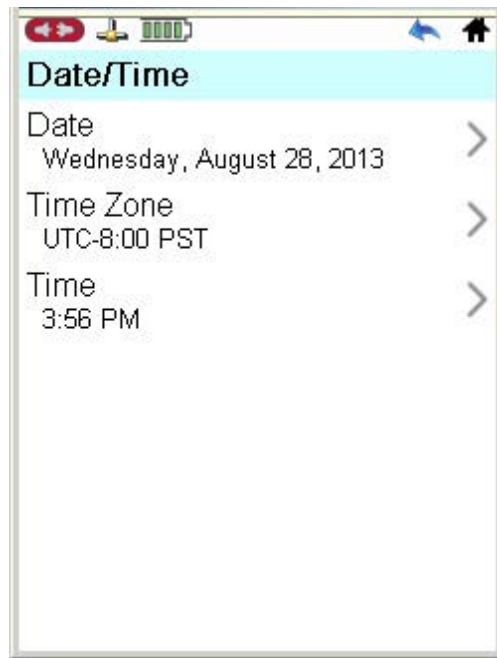 Date/Time
Date
Wednesday, August 28, 2013
Time Zone
UTC-8:00 PST
Time
3:56 PM